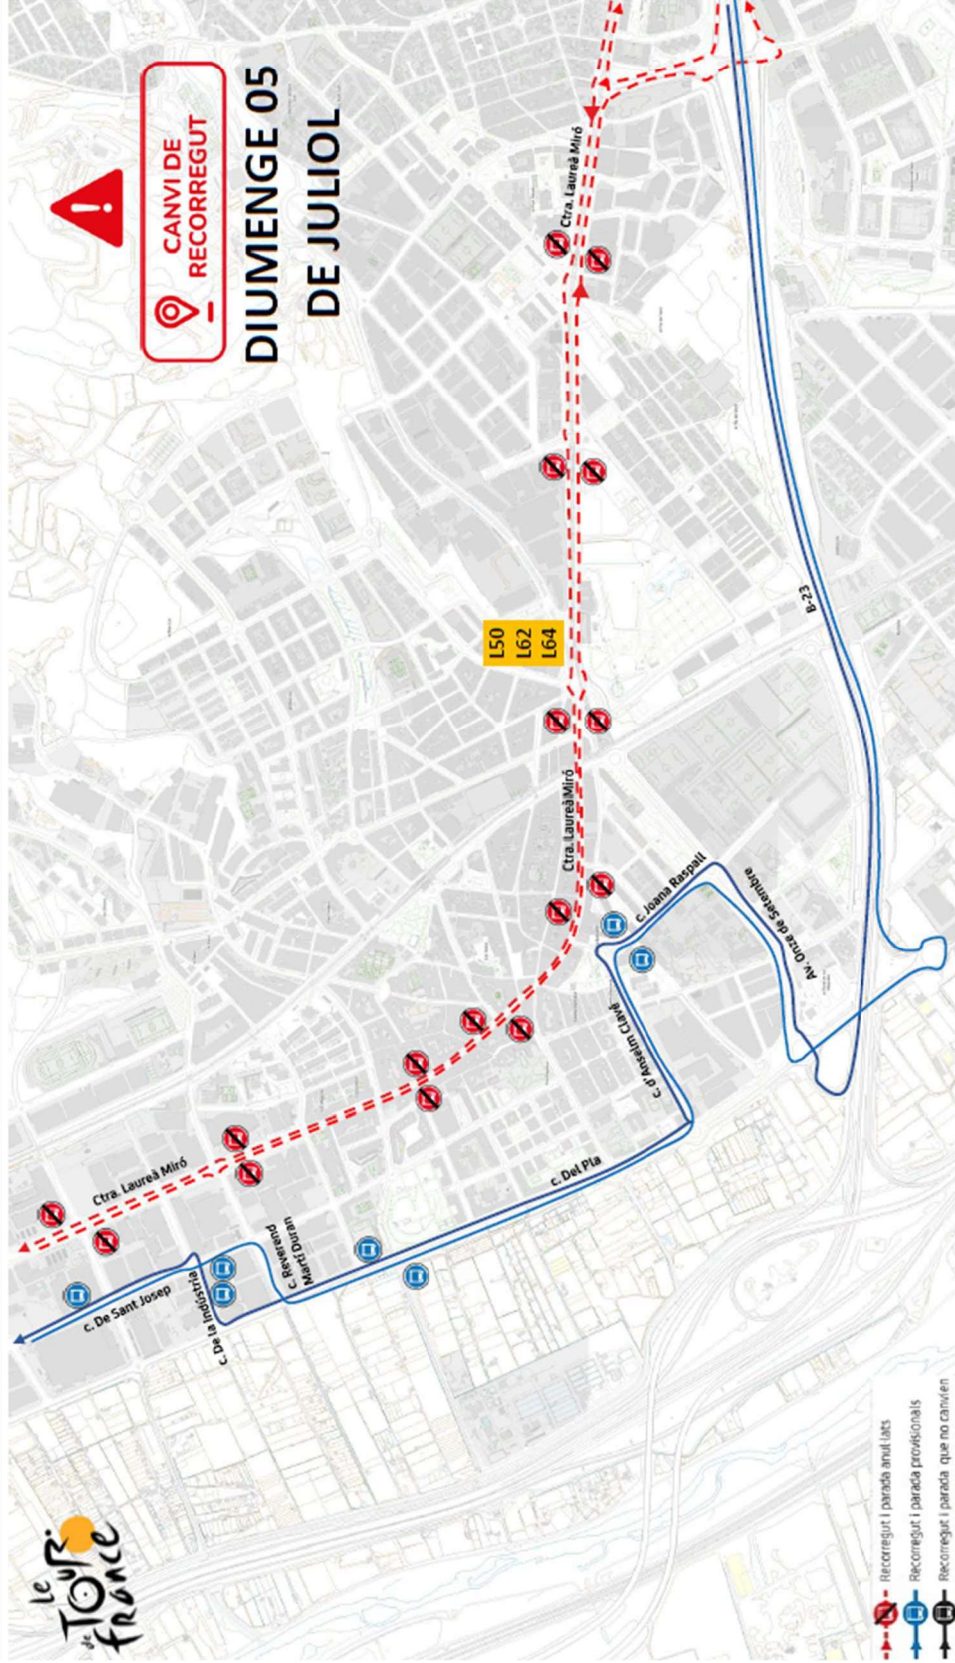 CANVI DE
RECORREGUT
DIUMENGE 05
DE JULIOL
Ctra. Laureà Miró
L50
L62
L64
B-23
Ctra. Laureà Miró
c. Joana Raspall
Av. Onze de Setembre
c. d'Anselm Clavé
c. Del Pla
Ctra. Laureà Miró
c. Reverend
Martí Duran
c. De la Indústria
c. De Sant Josep
le
TOUR
de
france
Recorregut i parada anul·lats
Recorregut i parada provisionals
Recorregut i parada que no canvien